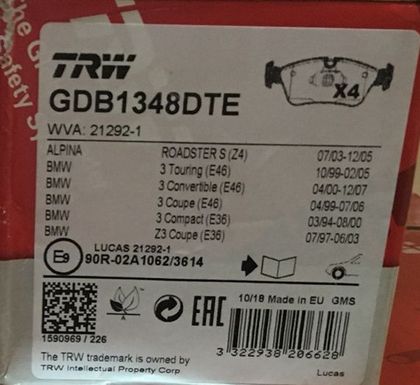 the G
Safety S
TRW
GDB1348DTE
X4
WVA: 21292-1
ALPINA ROADSTER S (Z4) 07/03-12/05
BMW 3 Touring (E46) 10/99-02/05
BMW 3 Convertible (E46) 04/00-12/07
BMW 3 Coupe (E46) 04/99-07/06
BMW 3 Compact (E36) 03/94-08/00
BMW Z3 Coupe (E36) 07/97-06/03
E9
LUCAS 21292-1
90R-02A1062/3614
EAC
10/18 Made in EU GMS
1590969 / 226
3 322938 206628
The TRW trademark is owned by
TRW Intellectual Property Corp
Lucas